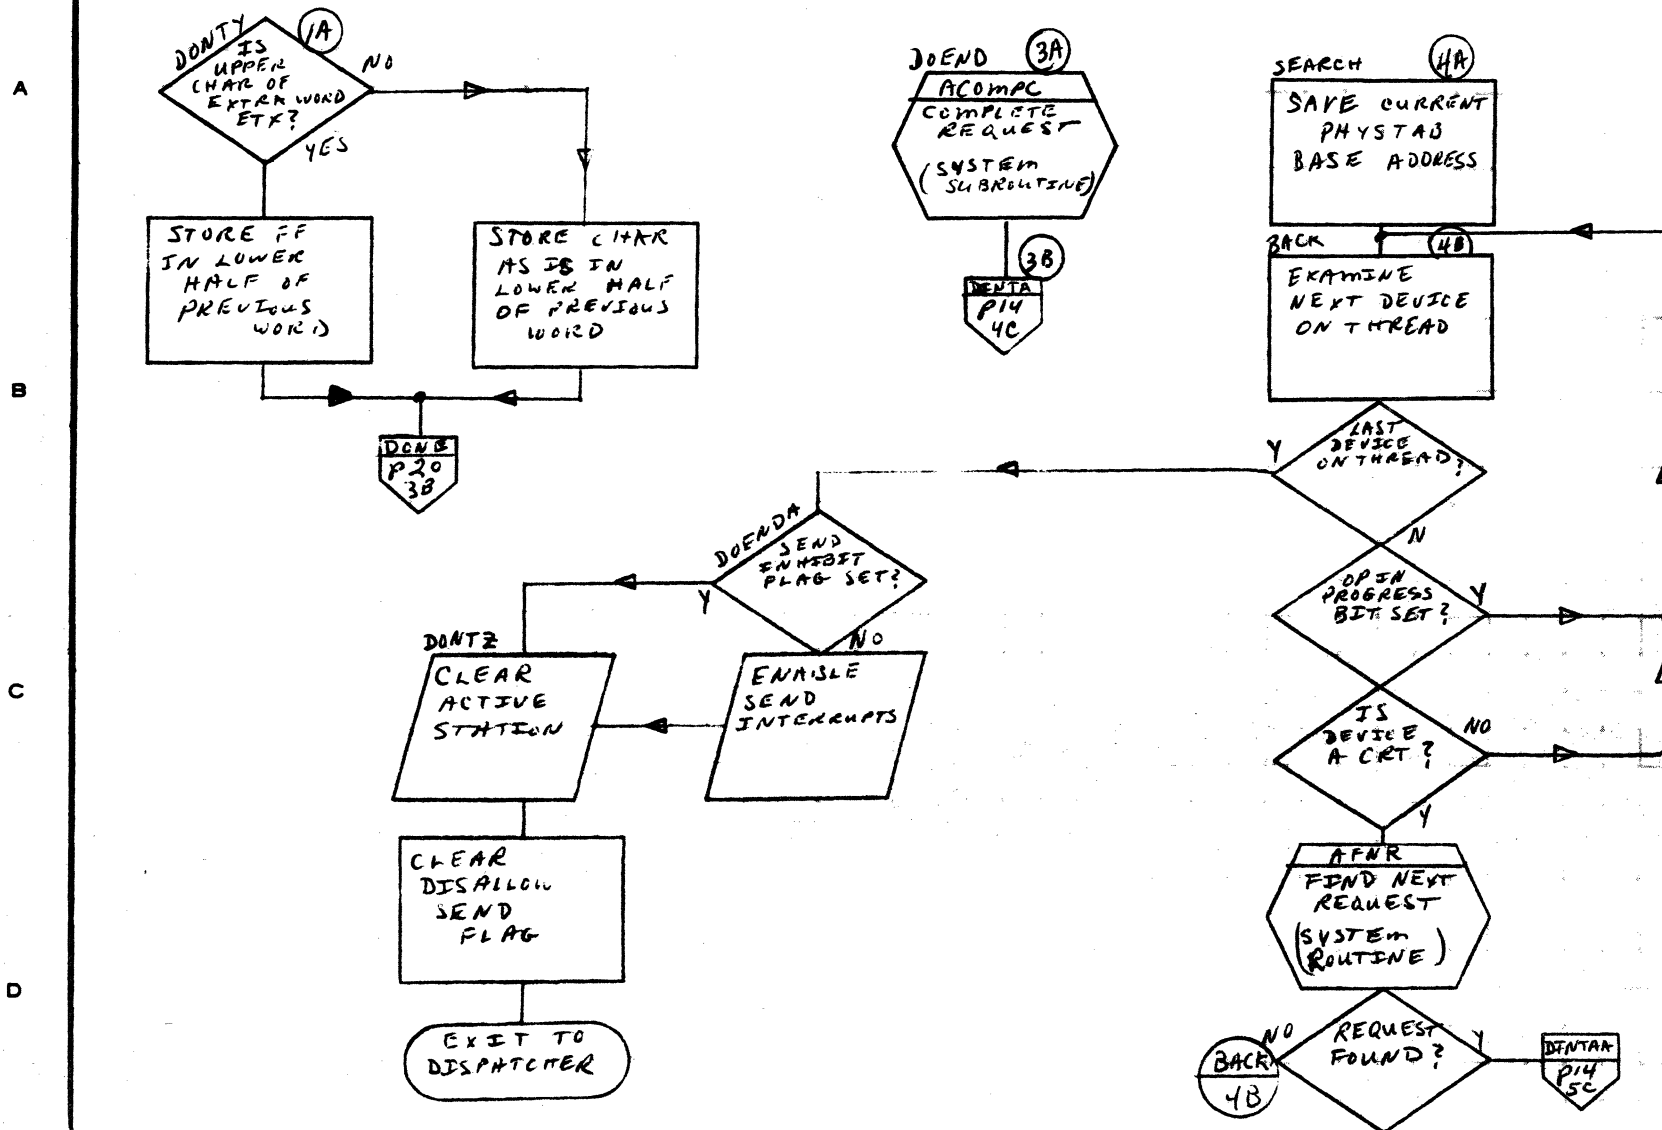 A
B
C
D
DONTY
1A
IS
UPPER
CHAR OF
EXTRA WORD
ETX?
NO
YES
STORE FF
IN LOWER
HALF OF
PREVIOUS
WORD
STORE CHAR
AS IS IN
LOWER HALF
OF PREVIOUS
WORD
DONE
P20
3B
DOEND
3A
ACOMPC
COMPLETE
REQUEST
(SYSTEM
SUBROUTINE)
3B
P14
4C
SEARCH
4A
SAVE CURRENT
PHYSTAB
BASE ADDRESS
BACK
4B
EXAMINE
NEXT DEVICE
ON THREAD
LAST
DEVICE
ON THREAD?
Y
N
DOENDA
SEND
INHIBIT
FLAG SET?
Y
NO
OP IN
PROGRESS
BIT SET?
Y
DONTZ
CLEAR
ACTIVE
STATION
ENABLE
SEND
INTERRUPTS
IS
DEVICE
A CRT?
NO
Y
CLEAR
DISALLOW
SEND
FLAG
AFNR
FIND NEXT
REQUEST
(SYSTEM
ROUTINE)
EXIT TO
DISPATCHER
REQUEST
FOUND?
NO
Y
BACK
4B
P14
5C